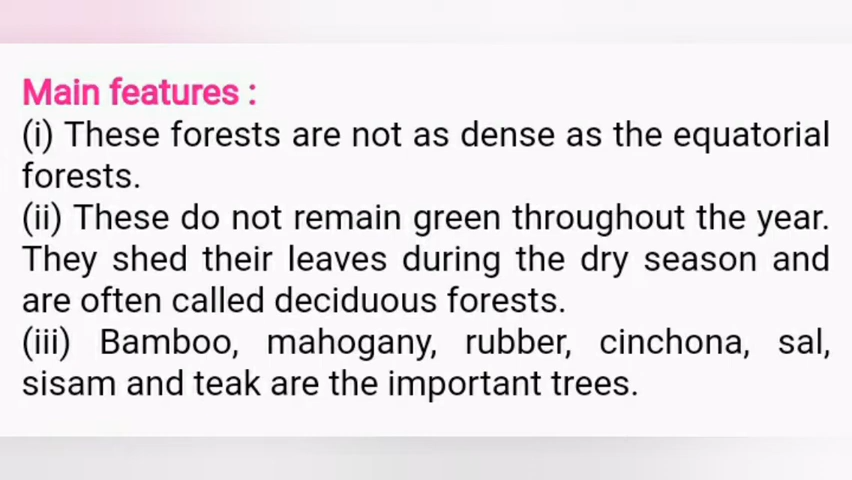 Main features :
(i) These forests are not as dense as the equatorial
forests.
(ii) These do not remain green throughout the year.
They shed their leaves during the dry season and
are often called deciduous forests.
(iii) Bamboo, mahogany, rubber, cinchona, sal,
sisam and teak are the important trees.